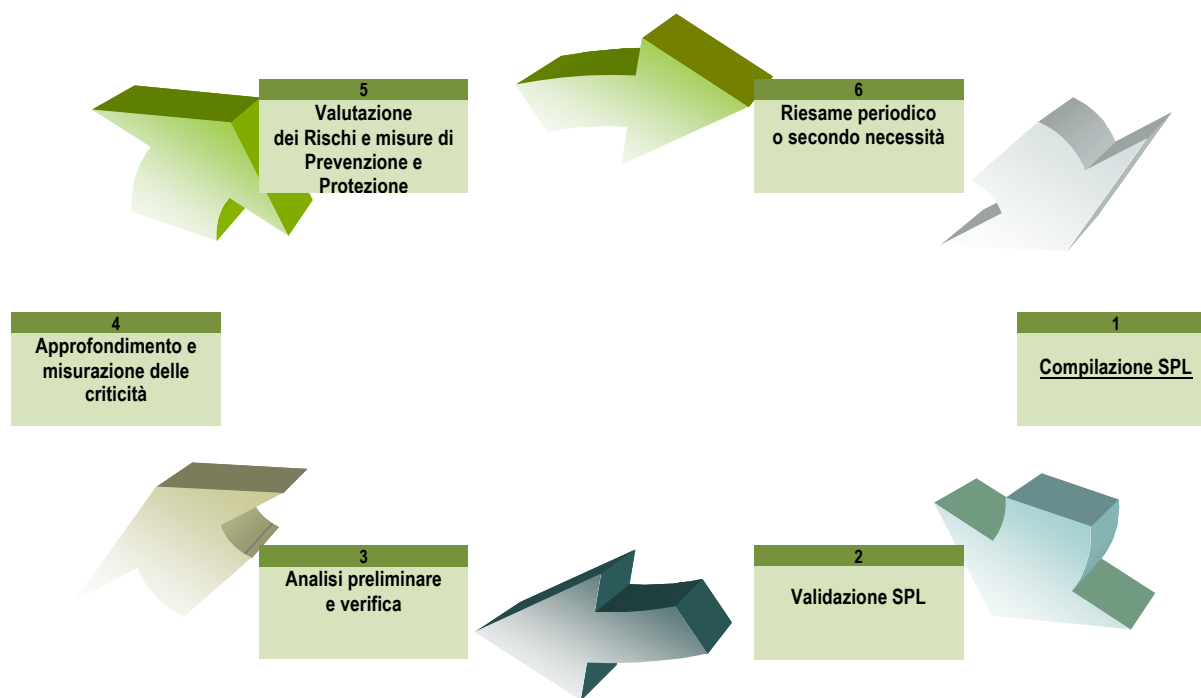 5
Valutazione
dei Rischi e misure di
Prevenzione e
Protezione
6
Riesame periodico
o secondo necessità
4
Approfondimento e
misurazione delle
criticità
1
Compilazione SPL
3
Analisi preliminare
e verifica
2
Validazione SPL